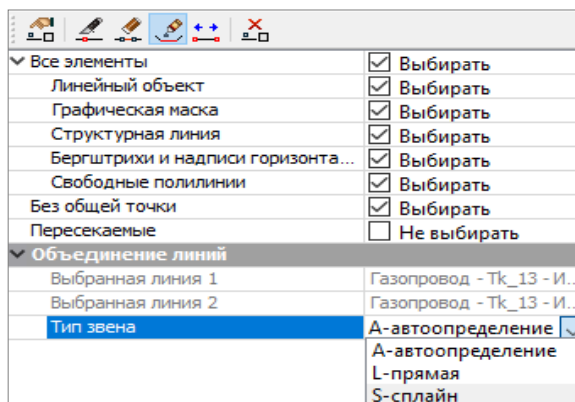 Все элементы Выбирать
Линейный объект Выбирать
Графическая маска Выбирать
Структурная линия Выбирать
Бергштрихи и надписи горизонта... Выбирать
Свободные полилинии Выбирать
Без общей точки Выбирать
Пересекаемые Не выбирать
Объединение линий
Выбранная линия 1 Газопровод - Tk_13 - И...
Выбранная линия 2 Газопровод - Tk_13 - И...
Тип звена А-автоопределение
А-автоопределение
L-прямая
S-сплайн